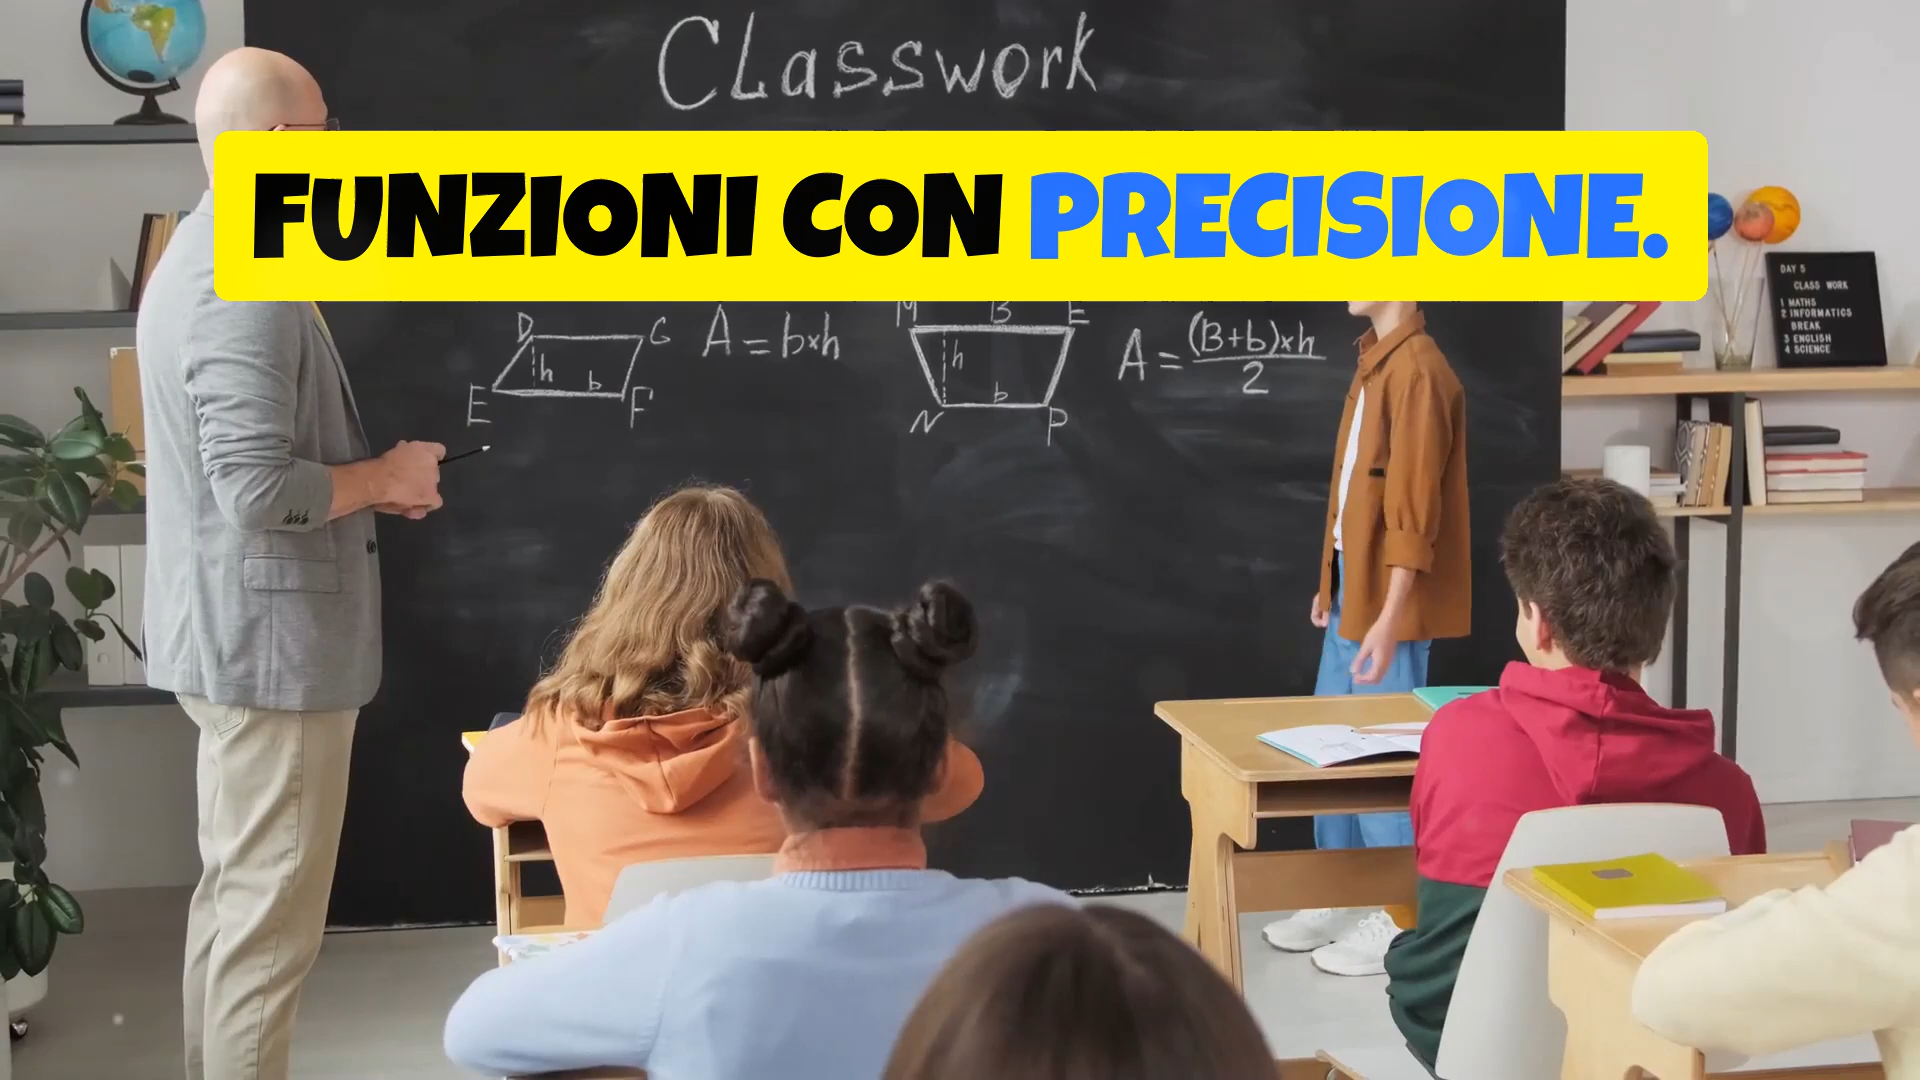 Classwork
FUNZIONI CON PRECISIONE.
D G
h b
E F
A = b×h
M B E
h
b
N P
A = (B+b)×h
2
DAY 5
CLASS WORK
1 MATHS
2 INFORMATICS
BREAK
3 ENGLISH
4 SCIENCE